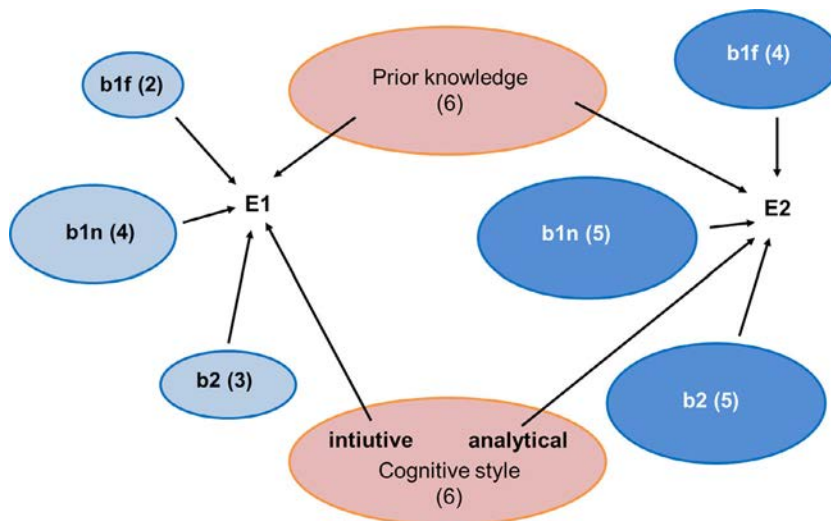 b1f (2)
Prior knowledge
(6)
b1f (4)
E1
E2
b1n (4)
b1n (5)
b2 (3)
b2 (5)
intiutive analytical
Cognitive style
(6)